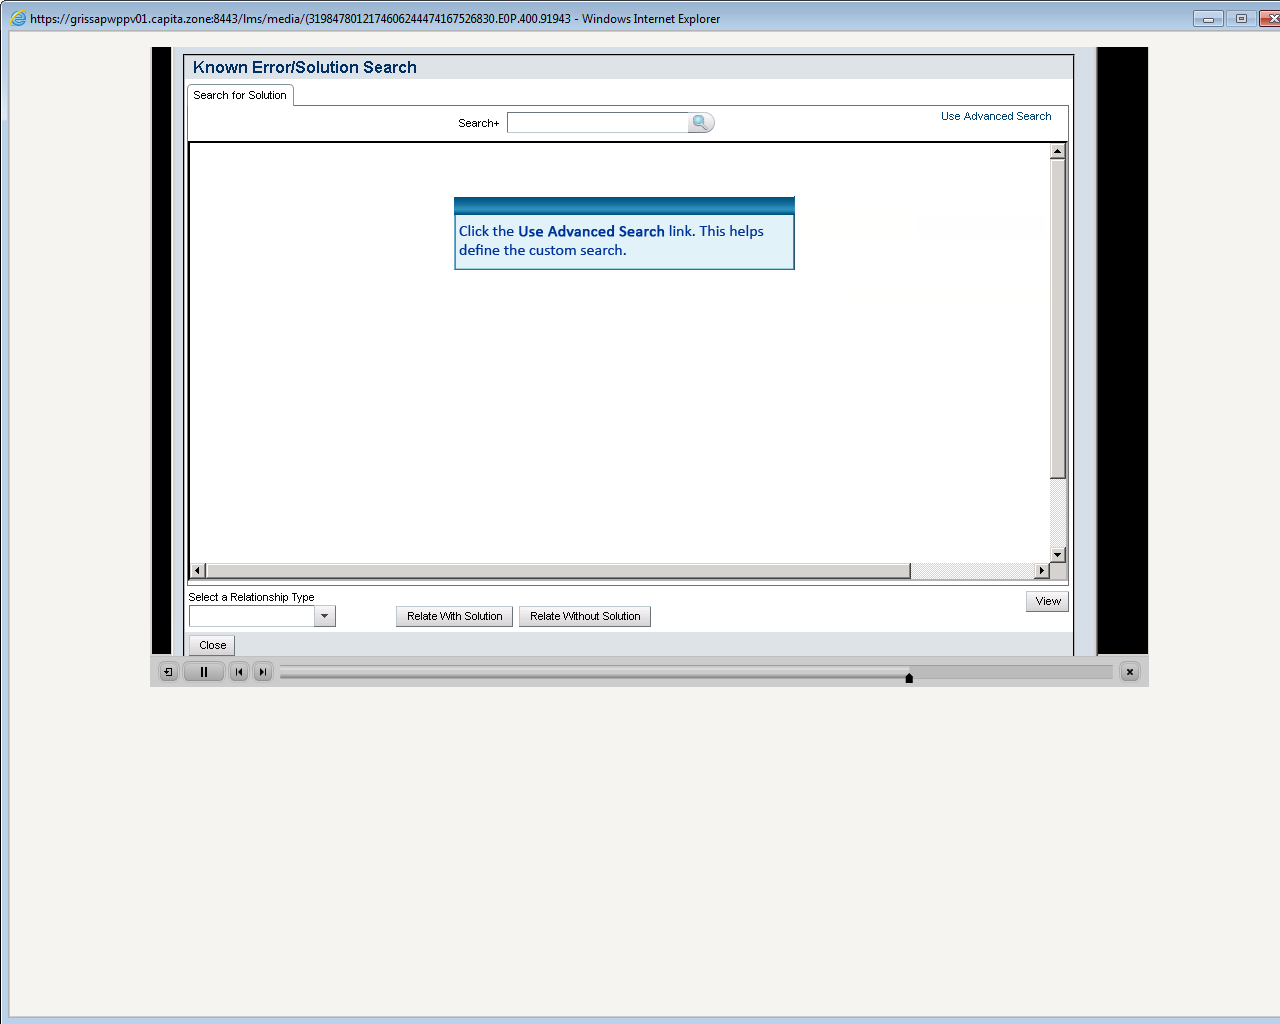 https://grissapwppv01.capita.zone:8443/lms/media/(3198478012174606244474167526830.E0P.400.91943 - Windows Internet Explorer
Known Error/Solution Search
Search for Solution
Search+
Use Advanced Search
Click the Use Advanced Search link. This helps
define the custom search.
Select a Relationship Type
View
Relate With Solution
Relate Without Solution
Close